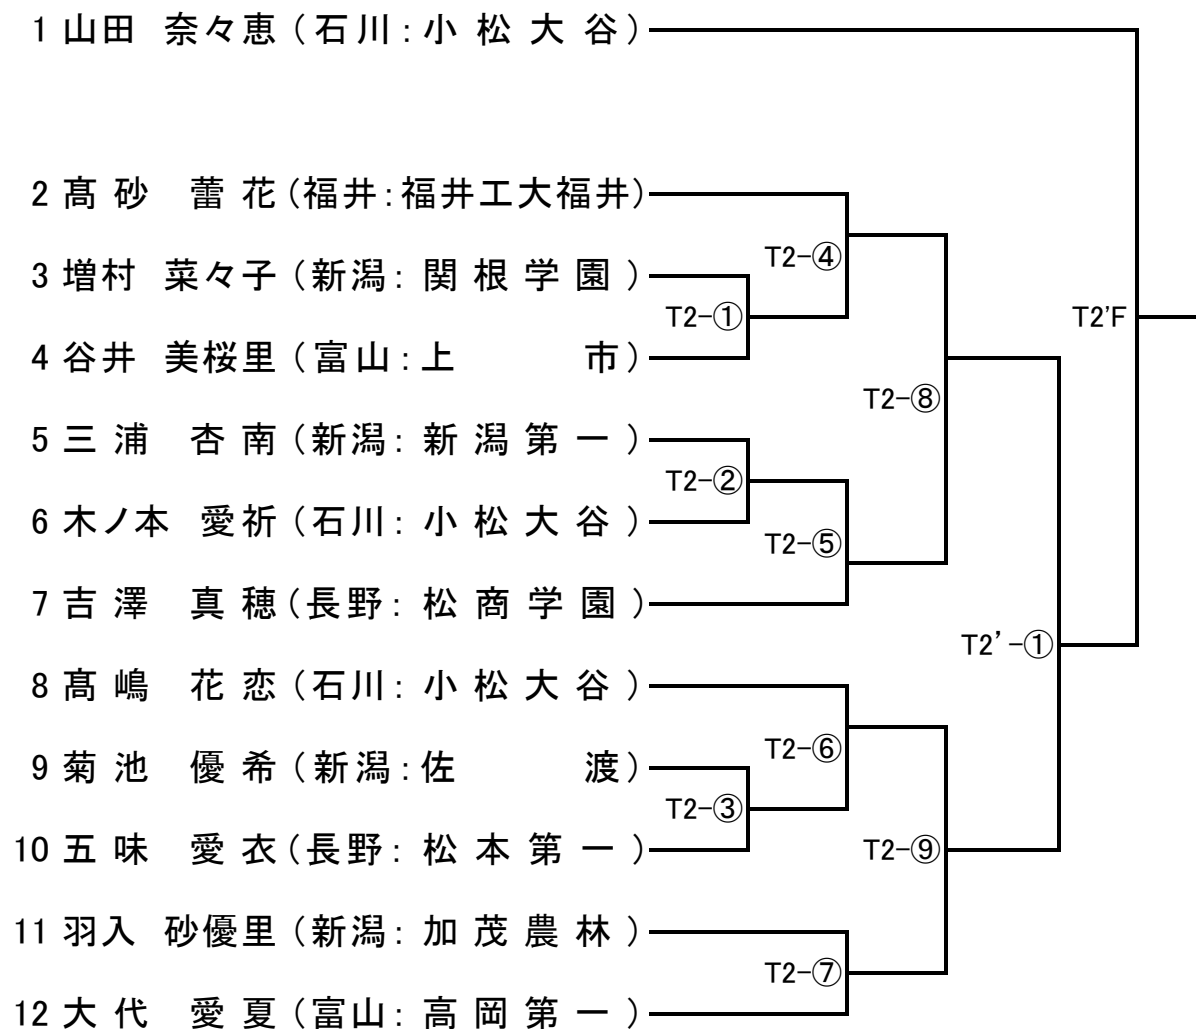 1 山田 奈々恵 (石川:小松大谷)
2 髙砂 蕾花 (福井:福井工大福井)
T2-④
3 増村 菜々子 (新潟:関根学園)
T2-① T2'F
4 谷井 美桜里 (富山:上市)
T2-⑧
5 三浦 杏南 (新潟:新潟第一)
T2-②
6 木ノ本 愛祈 (石川:小松大谷)
T2-⑤
7 吉澤 真穂 (長野:松商学園)
T2’-①
8 髙嶋 花恋 (石川:小松大谷)
T2-⑥
9 菊池 優希 (新潟:佐渡)
T2-③
10 五味 愛衣 (長野:松本第一)
T2-⑨
11 羽入 砂優里 (新潟:加茂農林)
T2-⑦
12 大代 愛夏 (富山:高岡第一)